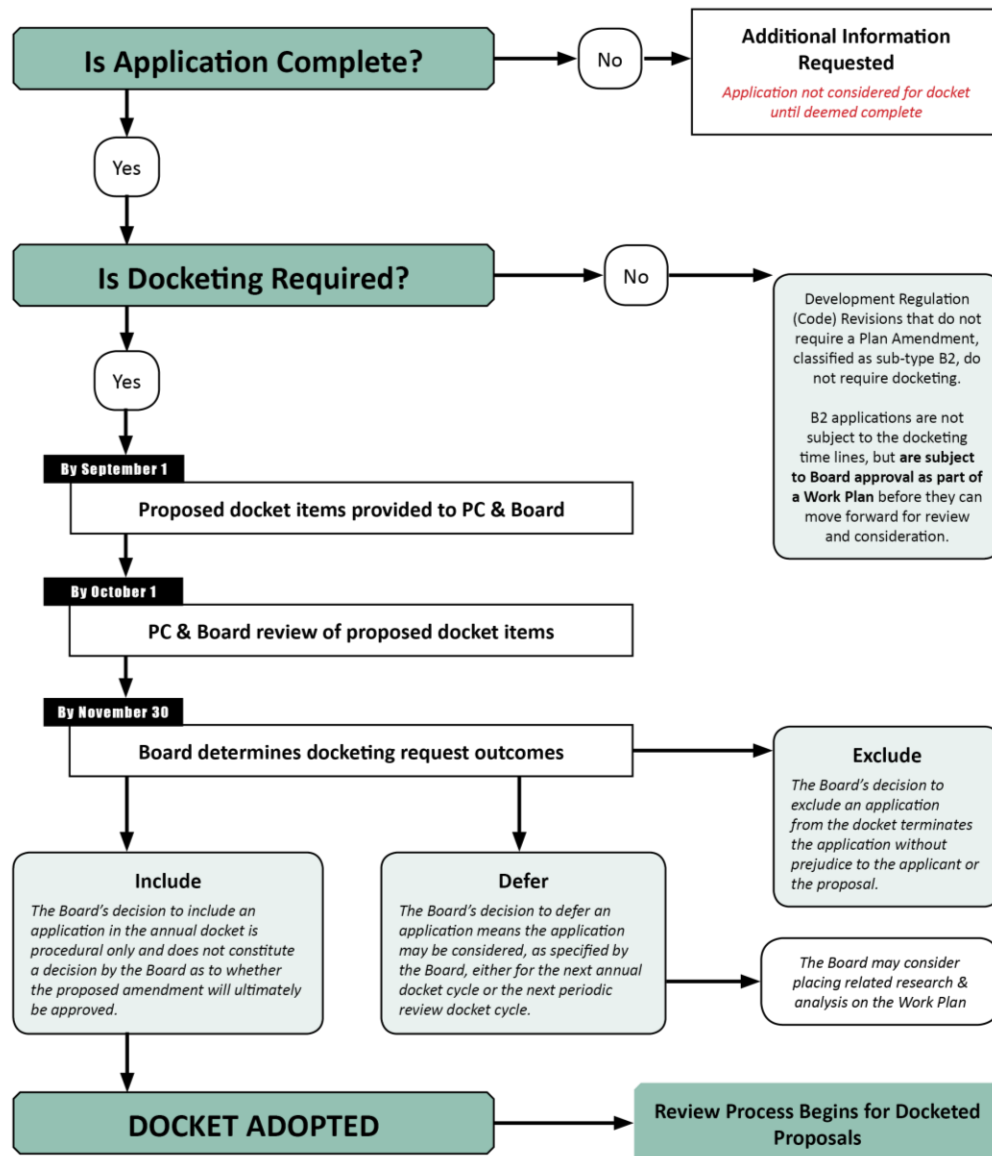 Is Application Complete?
No
Additional Information
Requested
Application not considered for docket
until deemed complete
Yes
Is Docketing Required?
No
Development Regulation
(Code) Revisions that do not
require a Plan Amendment,
classified as sub-type B2, do
not require docketing.
B2 applications are not
subject to the docketing
time lines, but are subject
to Board approval as part of
a Work Plan before they can
move forward for review
and consideration.
Yes
By September 1
Proposed docket items provided to PC & Board
By October 1
PC & Board review of proposed docket items
By November 30
Board determines docketing request outcomes
Exclude
The Board's decision to
exclude an application
from the docket terminates
the application without
prejudice to the applicant or
the proposal.
Include
The Board's decision to include an
application in the annual docket is
procedural only and does not constitute
a decision by the Board as to whether
the proposed amendment will ultimately
be approved.
Defer
The Board's decision to defer an
application means the application
may be considered, as specified by
the Board, either for the next annual
docket cycle or the next periodic
review docket cycle.
The Board may consider
placing related research &
analysis on the Work Plan
DOCKET ADOPTED
Review Process Begins for Docketed
Proposals